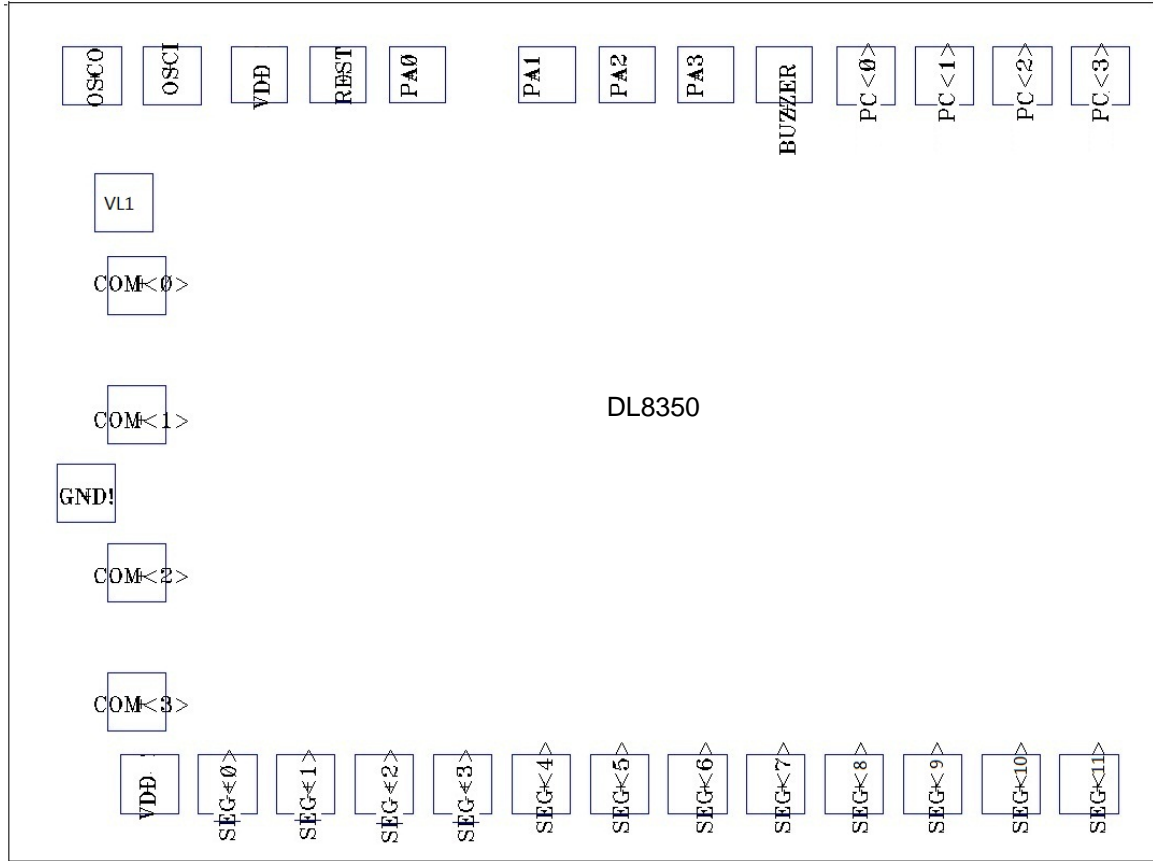 OSCO OSCI VDD REST PA0 PA1 PA2 PA3 BUZZER PC<0> PC<1> PC<2> PC<3>
VL1
COM<0>
COM<1>
DL8350
GND!
COM<2>
COM<3>
VDD ! SEG<0> SEG<1> SEG<2> SEG<3> SEG<4> SEG<5> SEG<6> SEG<7> SEG<8> SEG<9> SEG<10> SEG<11>